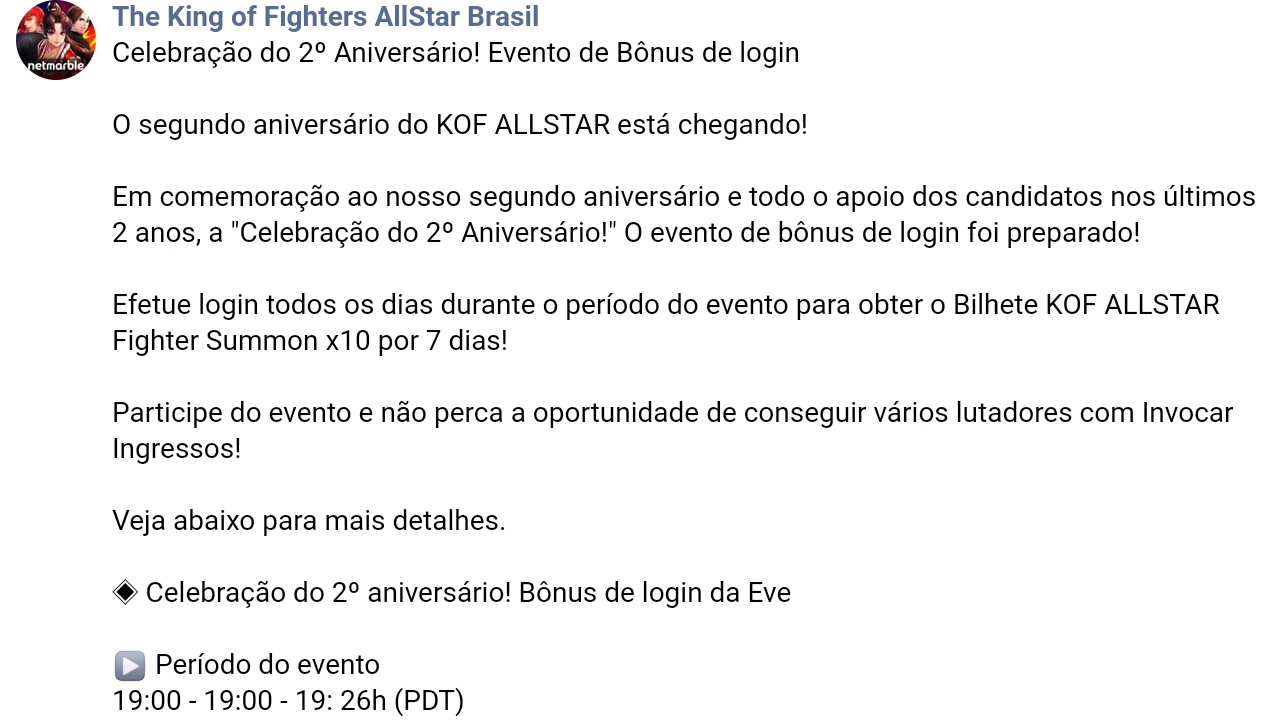 The King of Fighters AllStar Brasil
Celebração do 2º Aniversário! Evento de Bônus de login
O segundo aniversário do KOF ALLSTAR está chegando!
Em comemoração ao nosso segundo aniversário e todo o apoio dos candidatos nos últimos
2 anos, a "Celebração do 2º Aniversário!" O evento de bônus de login foi preparado!
Efetue login todos os dias durante o período do evento para obter o Bilhete KOF ALLSTAR
Fighter Summon x10 por 7 dias!
Participe do evento e não perca a oportunidade de conseguir vários lutadores com Invocar
Ingressos!
Veja abaixo para mais detalhes.
◈ Celebração do 2º aniversário! Bônus de login da Eve
▶ Período do evento
19:00 - 19:00 - 19: 26h (PDT)
netmarble